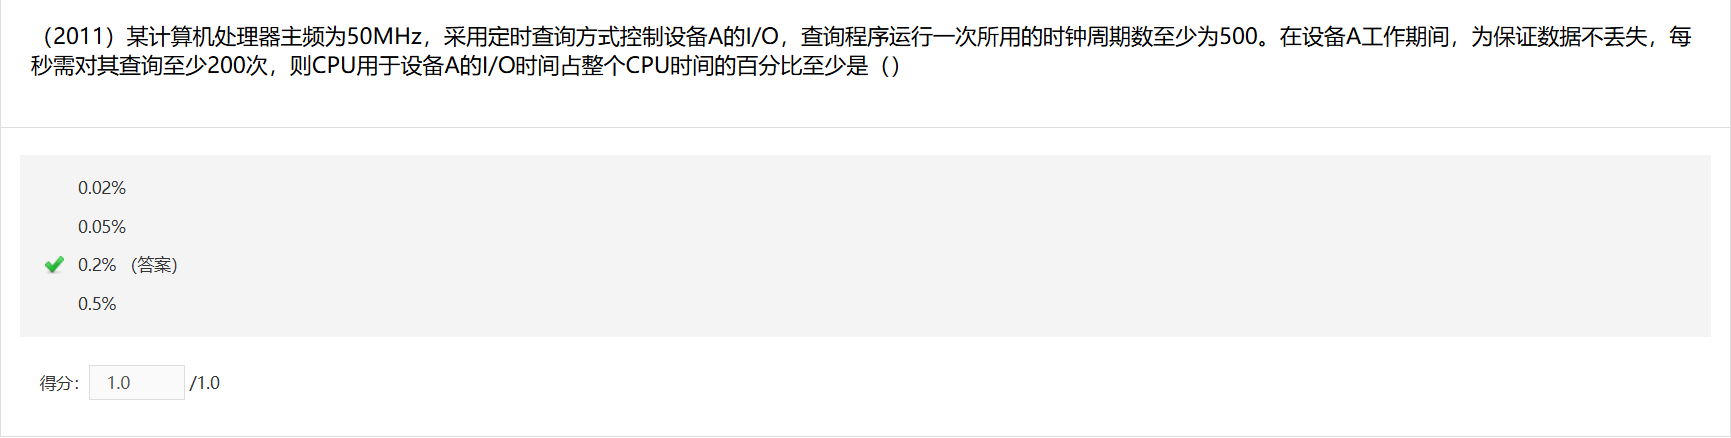 （2011）某计算机处理器主频为50MHz，采用定时查询方式控制设备A的I/O，查询程序运行一次所用的时钟周期数至少为500。在设备A工作期间，为保证数据不丢失，每
秒需对其查询至少200次，则CPU用于设备A的I/O时间占整个CPU时间的百分比至少是（）
0.02%
0.05%
0.2% (答案)
0.5%
得分： 1.0 /1.0